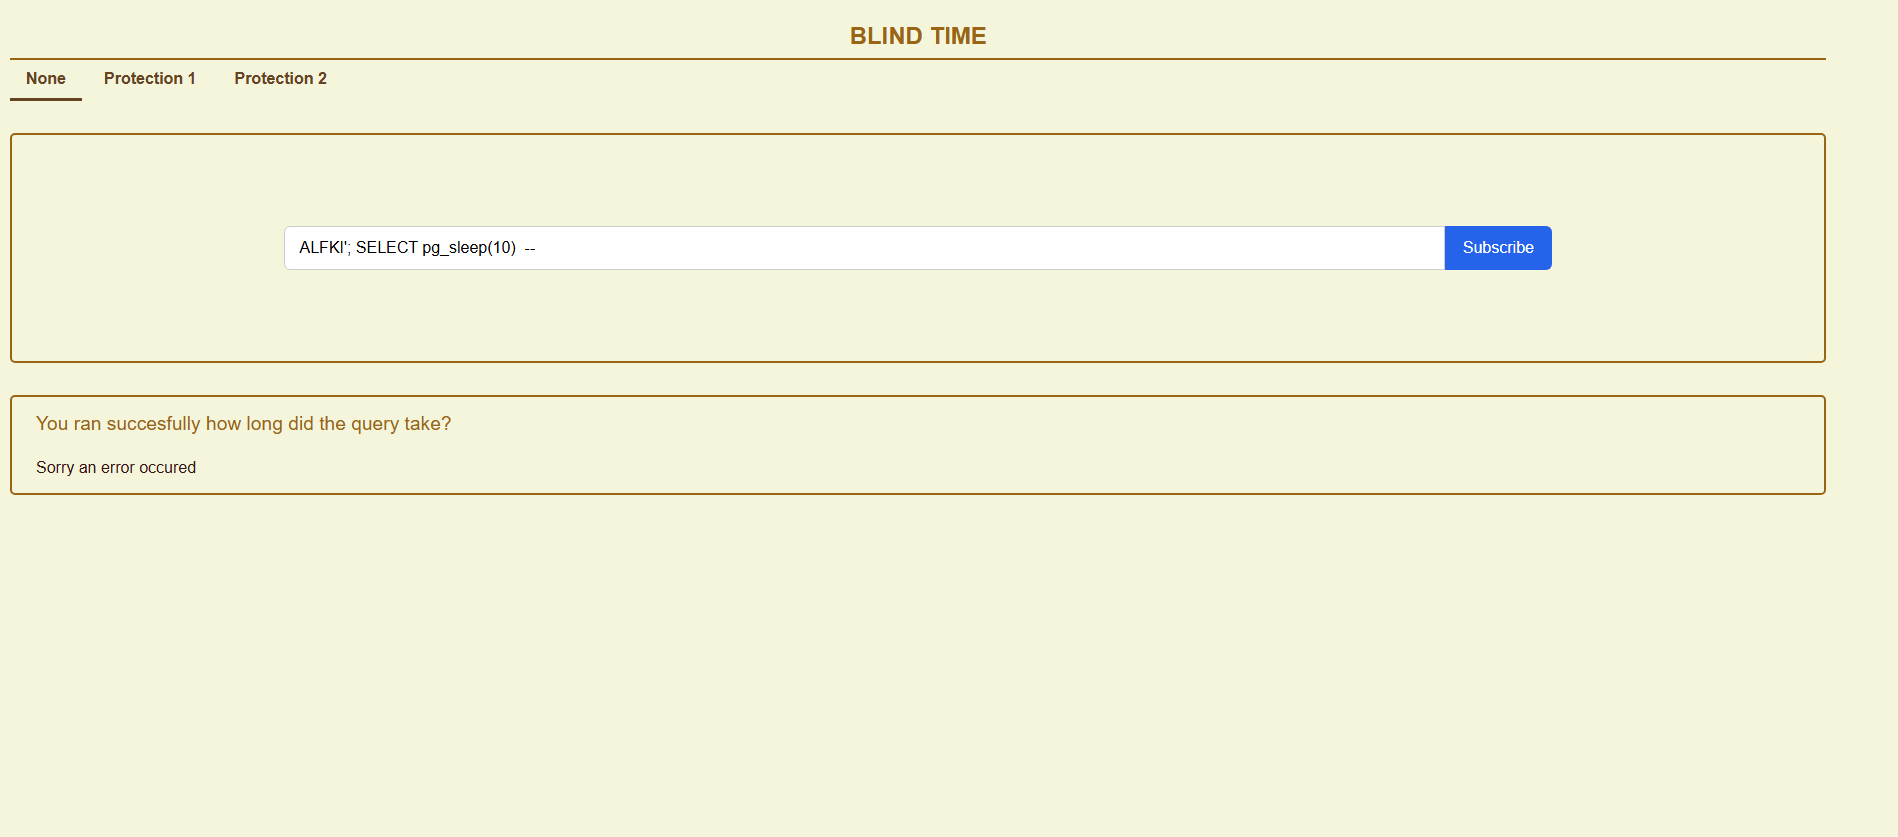 BLIND TIME
None Protection 1 Protection 2
ALFKI'; SELECT pg_sleep(10)  --
Subscribe
You ran succesfully how long did the query take?
Sorry an error occured